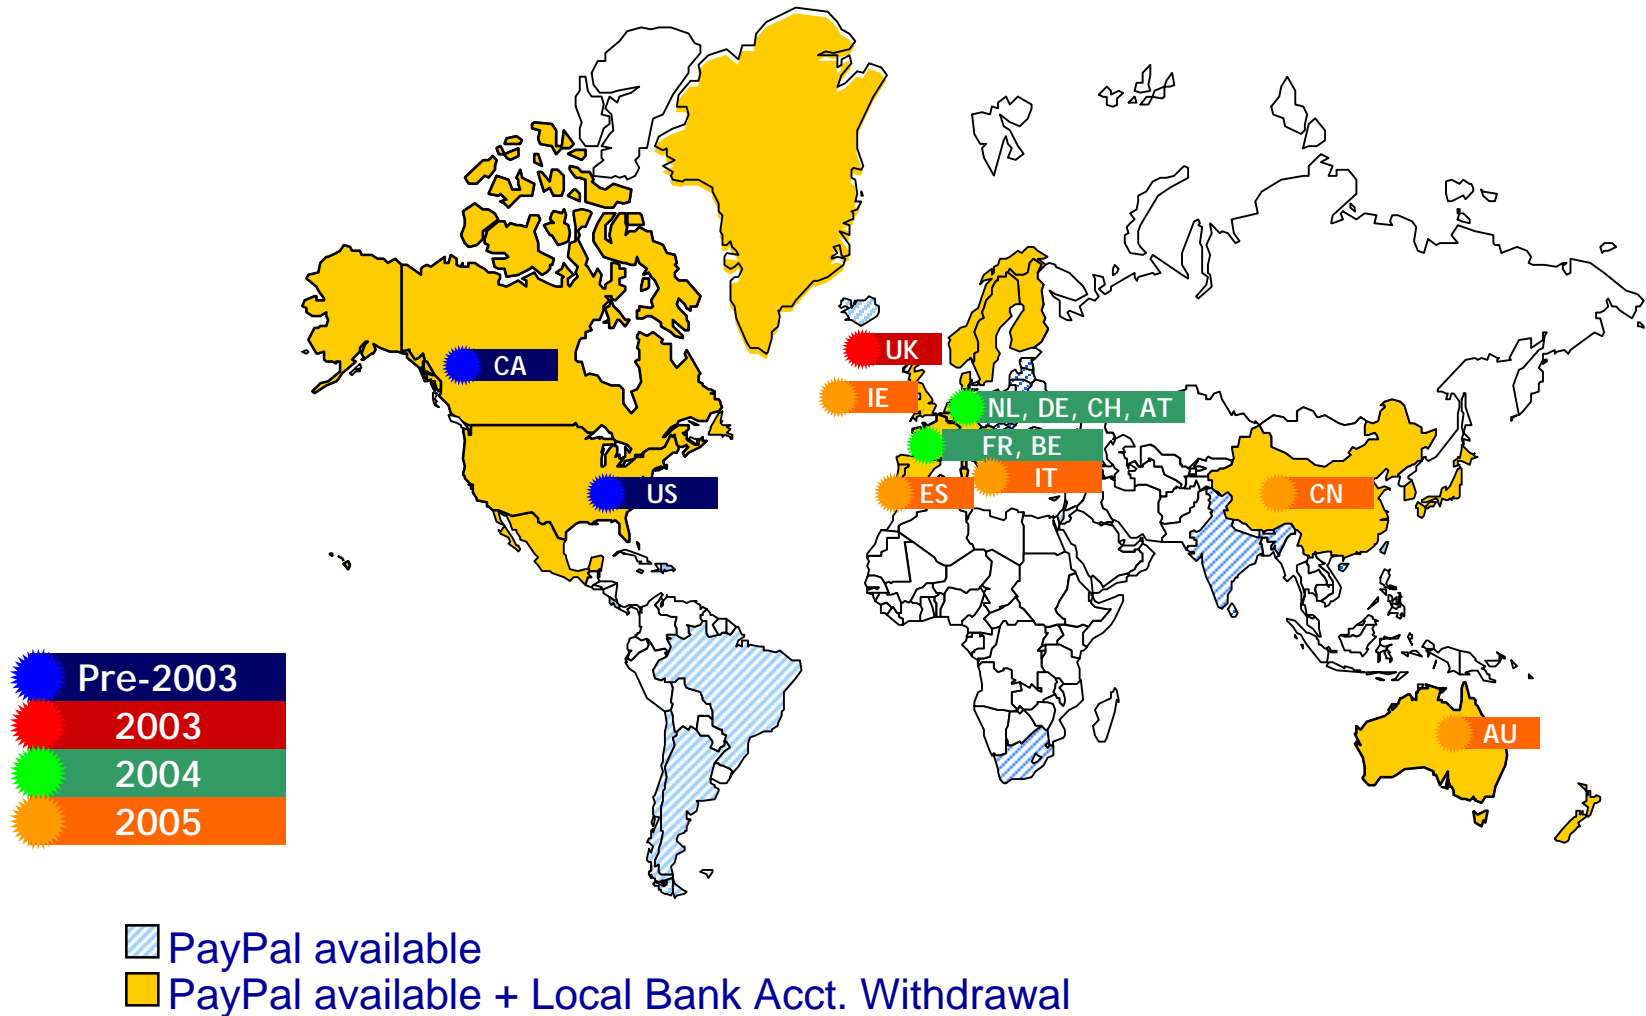 UK
CA
IE
NL, DE, CH, AT
FR, BE
IT
US
ES
CN
Pre-2003
2003
2004
2005
AU
PayPal available
PayPal available + Local Bank Acct. Withdrawal